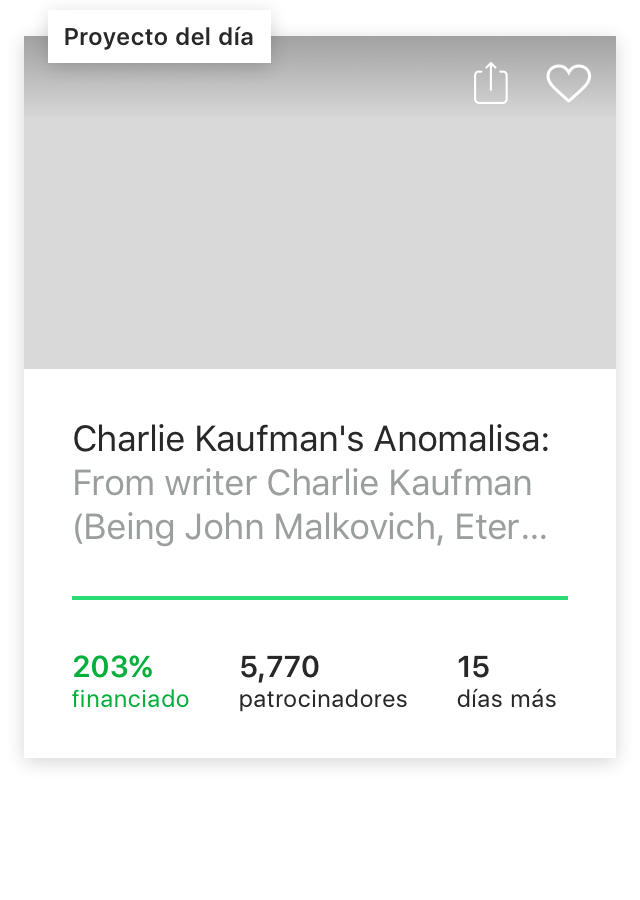 Proyecto del día
Charlie Kaufman's Anomalisa:
From writer Charlie Kaufman
(Being John Malkovich, Eter...
203% 5,770 15
financiado patrocinadores días más